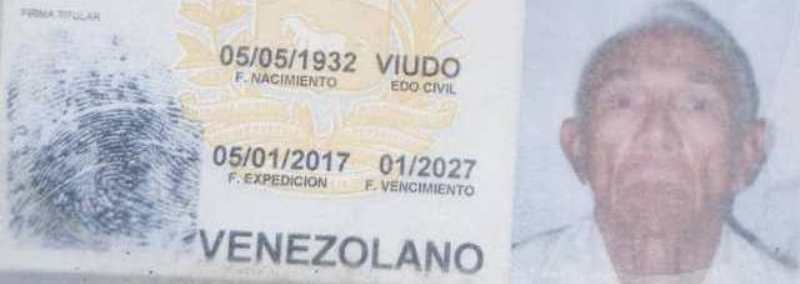 FIRMA TITULAR
05/05/1932 VIUDO
F. NACIMIENTO EDO CIVIL
05/01/2017 01/2027
F. EXPEDICION F. VENCIMIENTO
VENEZOLANO